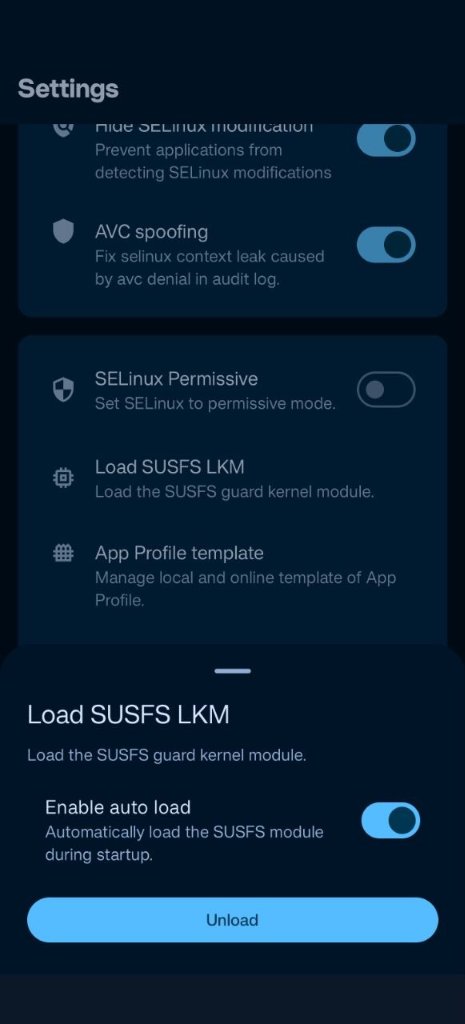 Settings
Hide SELinux modification
Prevent applications from
detecting SELinux modifications
AVC spoofing
Fix selinux context leak caused
by avc denial in audit log.
SELinux Permissive
Set SELinux to permissive mode.
Load SUSFS LKM
Load the SUSFS guard kernel module.
App Profile template
Manage local and online template of App
Profile.
Load SUSFS LKM
Load the SUSFS guard kernel module.
Enable auto load
Automatically load the SUSFS module
during startup.
Unload